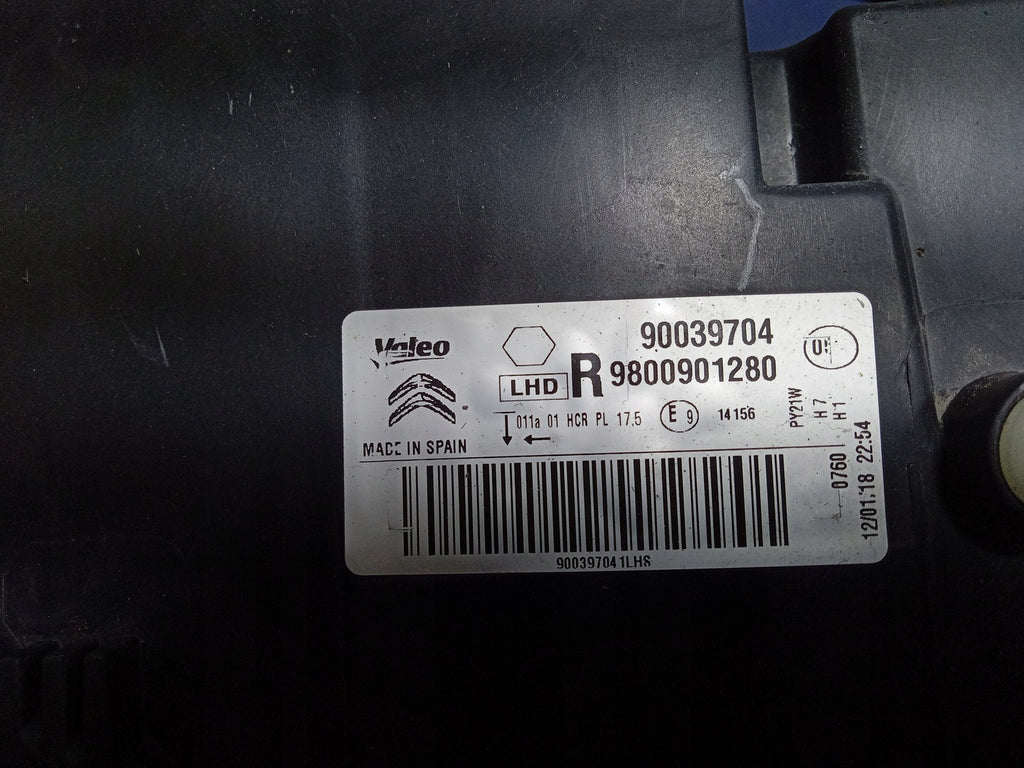 Valeo
MADE IN SPAIN
LHD
R
90039704
9800901280
011a 01 HCR PL 17,5
E 9
14156
PY21W
H7
H1
0760
12/01/18 22:54
900397041LHS